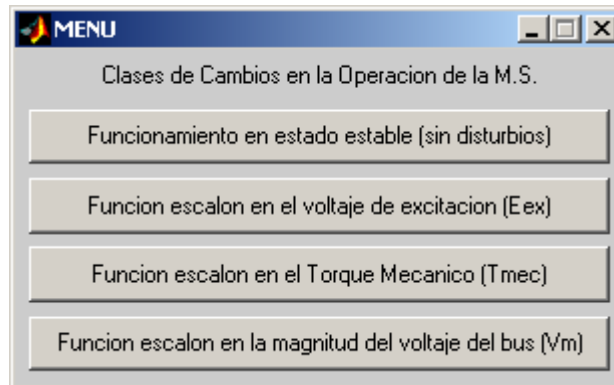 MENU
Clases de Cambios en la Operacion de la M.S.
Funcionamiento en estado estable (sin disturbios)
Funcion escalon en el voltaje de excitacion (Eex)
Funcion escalon en el Torque Mecanico (Tmec)
Funcion escalon en la magnitud del voltaje del bus (Vm)